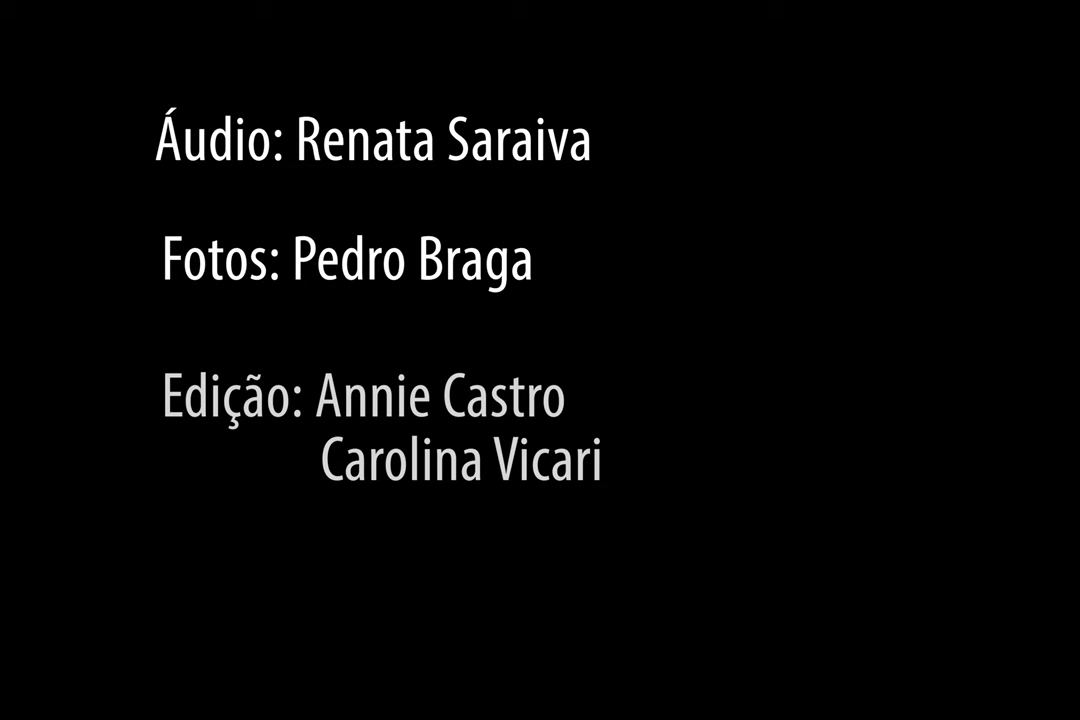 Áudio: Renata Saraiva
Fotos: Pedro Braga
Edição: Annie Castro
Carolina Vicari